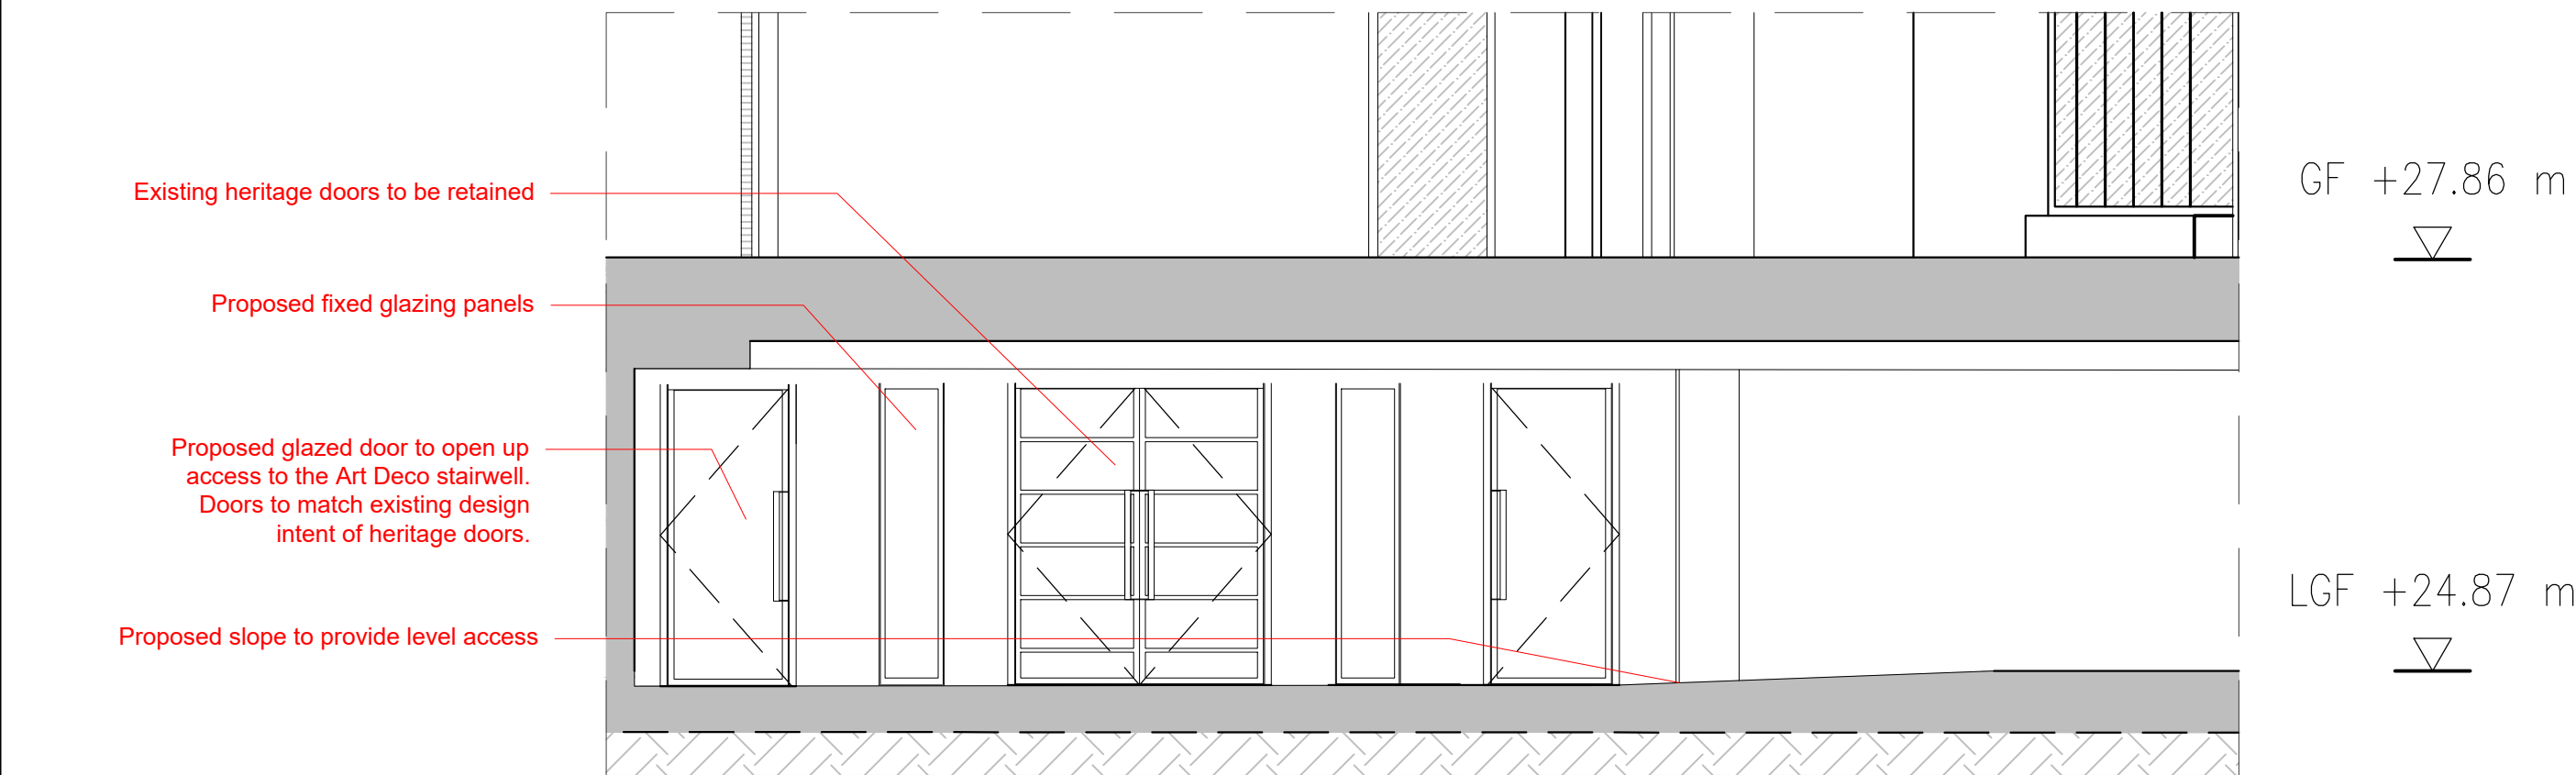 Existing heritage doors to be retained
Proposed fixed glazing panels
Proposed glazed door to open up
access to the Art Deco stairwell.
Doors to match existing design
intent of heritage doors.
Proposed slope to provide level access
GF +27.86 m
LGF +24.87 m